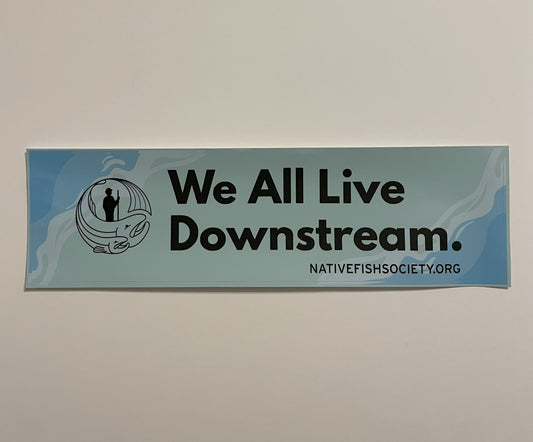 We All Live
Downstream.
NATIVEFISHSOCIETY.ORG